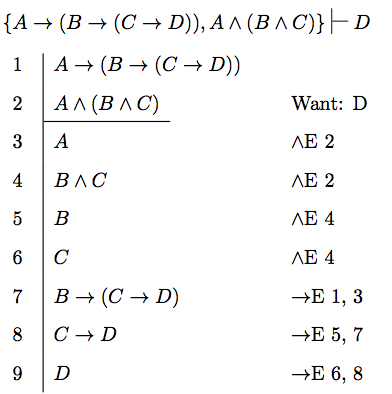 {A → (B → (C → D)), A ∧ (B ∧ C)} ⊢ D
1 A → (B → (C → D))
2 A ∧ (B ∧ C) Want: D
3 A ∧E 2
4 B ∧ C ∧E 2
5 B ∧E 4
6 C ∧E 4
7 B → (C → D) →E 1, 3
8 C → D →E 5, 7
9 D →E 6, 8